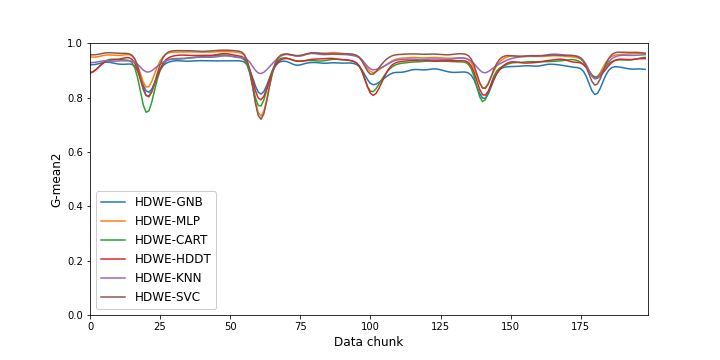 1.0
0.8
0.6
0.4
0.2
0.0
G-mean2
HDWE-GNB
HDWE-MLP
HDWE-CART
HDWE-HDDT
HDWE-KNN
HDWE-SVC
0 25 50 75 100 125 150 175
Data chunk